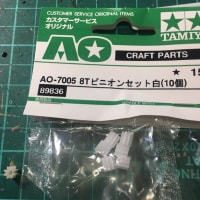 CUSTOMER SERVICE ORIGINAL ITEMS
カスタマーサービス
オリジナル
TAMIYA
AO
CRAFT PARTS
AO-7005 8Tピニオンセット白(10個)
89836